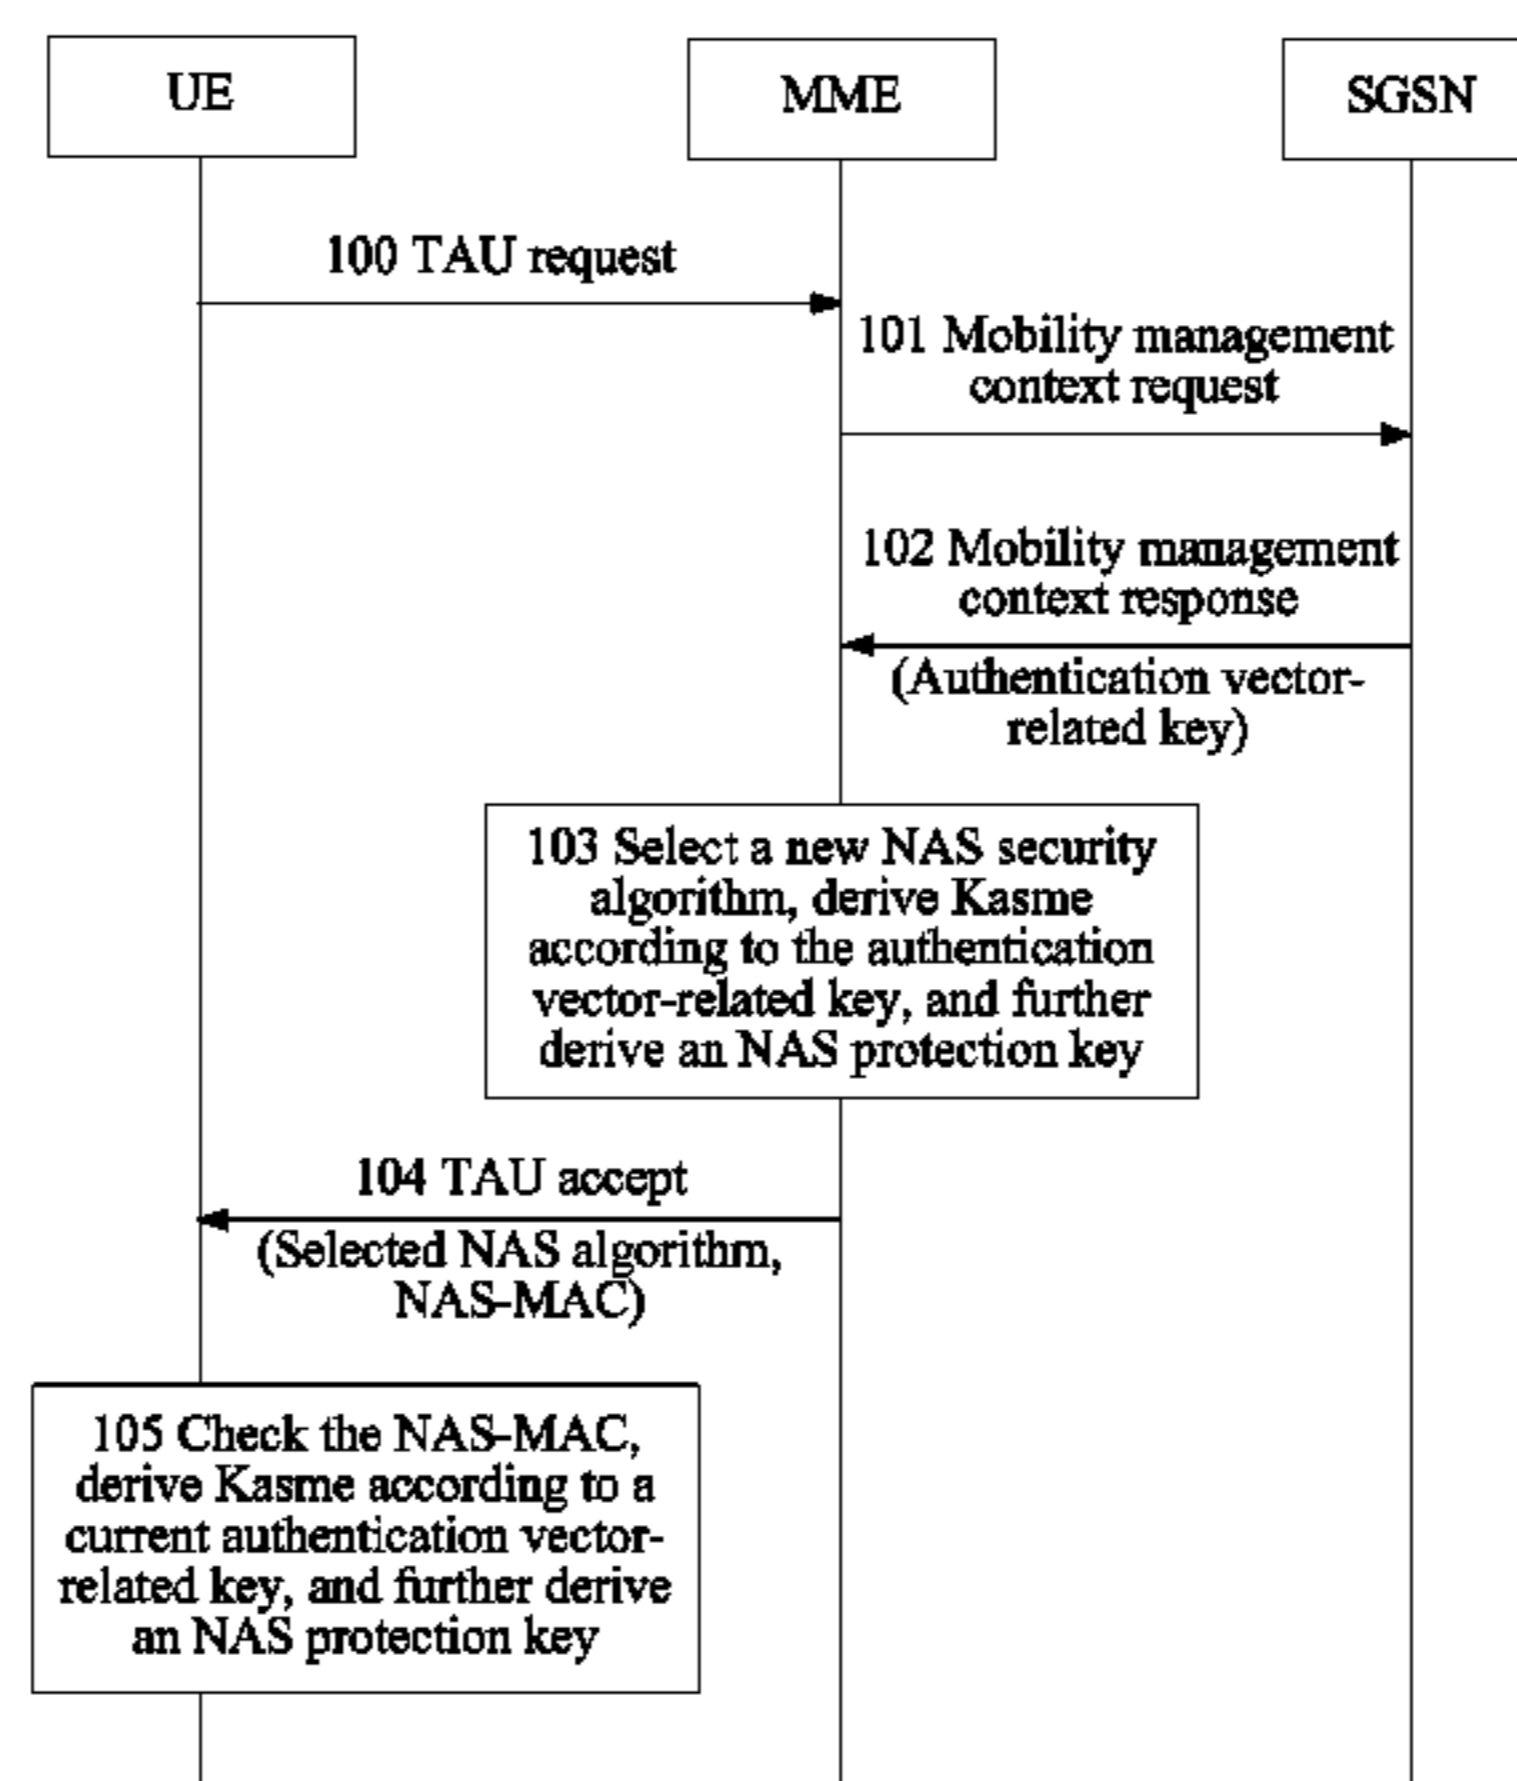 UE
MME
SGSN
100 TAU request
101 Mobility management
context request
102 Mobility management
context response
(Authentication vector-
related key)
103 Select a new NAS security
algorithm, derive Kasme
according to the authentication
vector-related key, and further
derive an NAS protection key
104 TAU accept
(Selected NAS algorithm,
NAS-MAC)
105 Check the NAS-MAC,
derive Kasme according to a
current authentication vector-
related key, and further derive
an NAS protection key